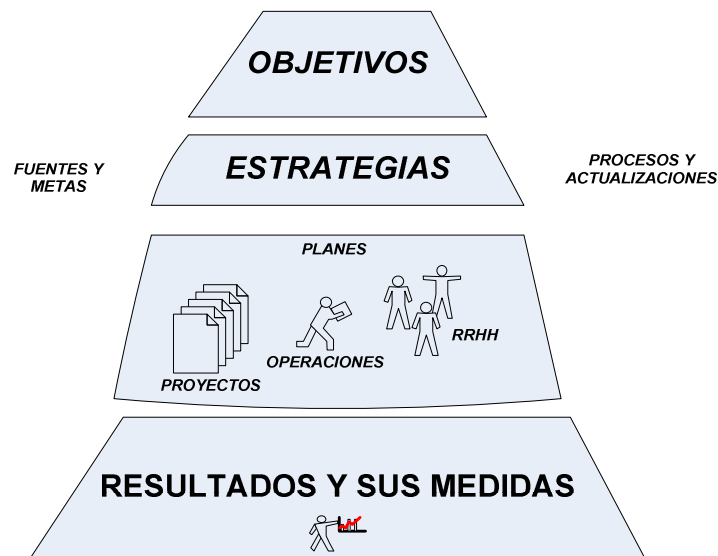 OBJETIVOS
ESTRATEGIAS
FUENTES Y
METAS
PROCESOS Y
ACTUALIZACIONES
PLANES
RRHH
OPERACIONES
PROYECTOS
RESULTADOS Y SUS MEDIDAS